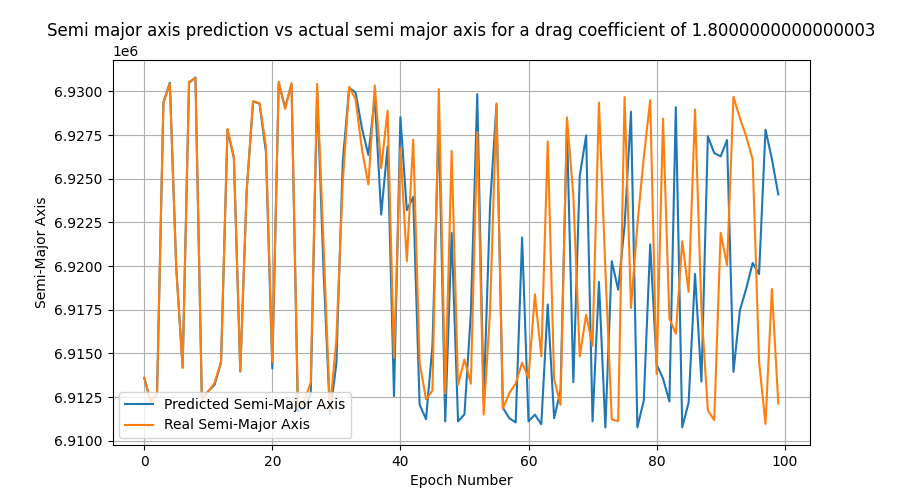 Semi major axis prediction vs actual semi major axis for a drag coefficient of 1.8000000000000003
1e6
6.9300
6.9275
6.9250
6.9225
6.9200
6.9175
6.9150
6.9125
6.9100
Semi-Major Axis
Predicted Semi-Major Axis
Real Semi-Major Axis
0 20 40 60 80 100
Epoch Number